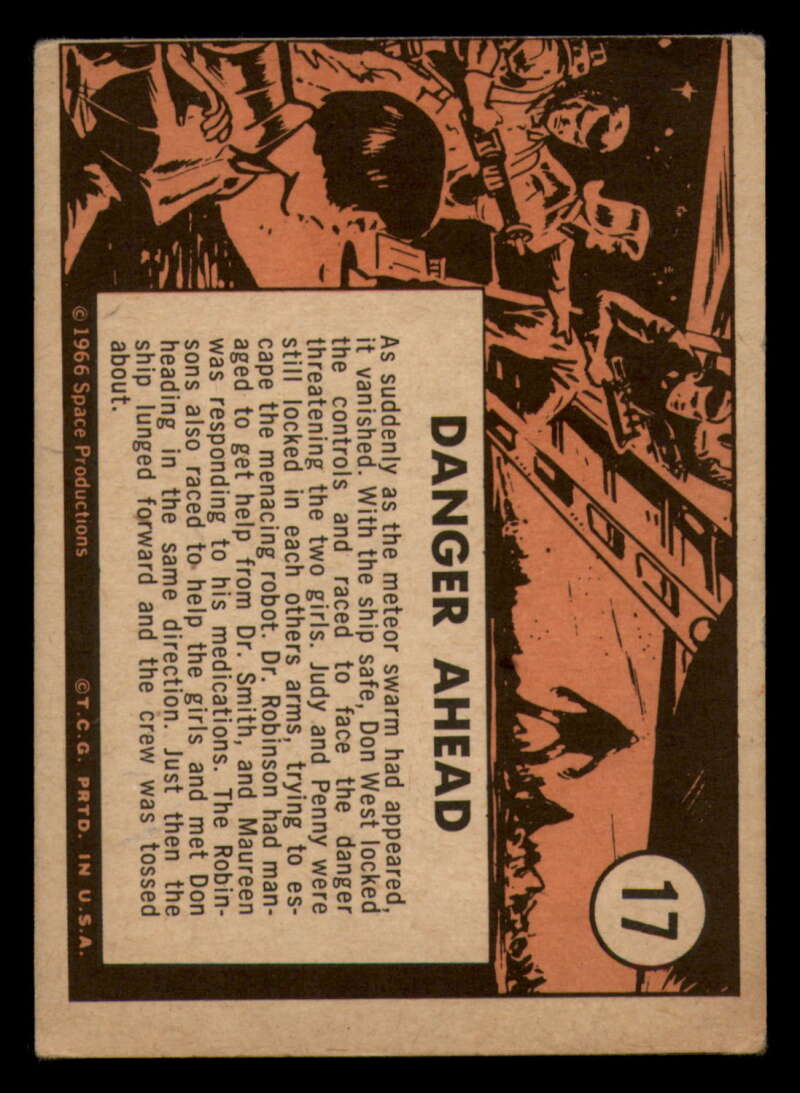 17
DANGER AHEAD
As suddenly as the meteor swarm had appeared,
it vanished. With the ship safe, Don West locked
the controls and raced to face the danger
threatening the two girls. Judy and Penny were
still locked in each others arms, trying to es-
cape the menacing robot. Dr. Robinson had man-
aged to get help from Dr. Smith, and Maureen
was responding to his medications. The Robin-
sons also raced to help the girls and met Don
heading in the same direction. Just then the
ship lunged forward and the crew was tossed
about.
© 1966 Space Productions ©T.C.G. PRTD. IN U.S.A.